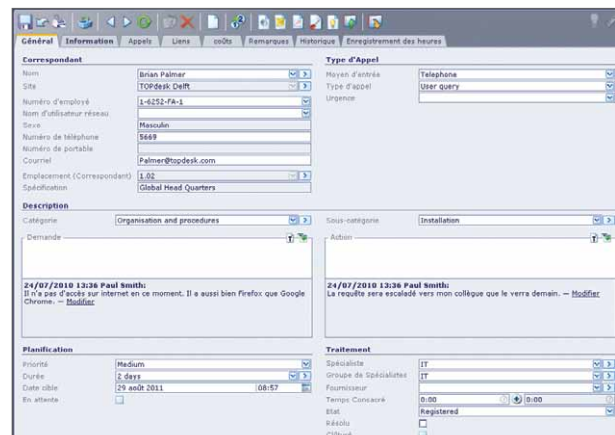 Général Information Appels Liens coûts Remarques Historique Enregistrement des heures
Correspondant
Nom Brian Palmer
Site TOPdesk Delft
Numéro d'employé 1-6252-FA-1
Nom d'utilisateur réseau
Sexe Masculin
Numéro de téléphone 5669
Numéro de portable
Courriel Palmer@topdesk.com
Emplacement (Correspondant) 1.02
Spécification Global Head Quarters
Type d'Appel
Moyen d'entrée Telephone
Type d'appel User query
Urgence
Description
Catégorie Organisation and procedures
Sous-catégorie Installation
Demande
24/07/2010 13:36 Paul Smith:
Il n'a pas d'accès sur internet en ce moment. Il a aussi bien Firefox que Google
Chrome. — Modifier
Action
24/07/2010 13:36 Paul Smith:
La requête sera escaladé vers mon collègue que le verra demain. — Modifier
Planification
Priorité Medium
Durée 2 days
Date cible 29 août 2011 08:57
En attente
Traitement
Spécialiste IT
Groupe de Spécialistes IT
Fournisseur
Temps Consacré 0:00 0:00
Etat Registered
Résolu
Clôturé